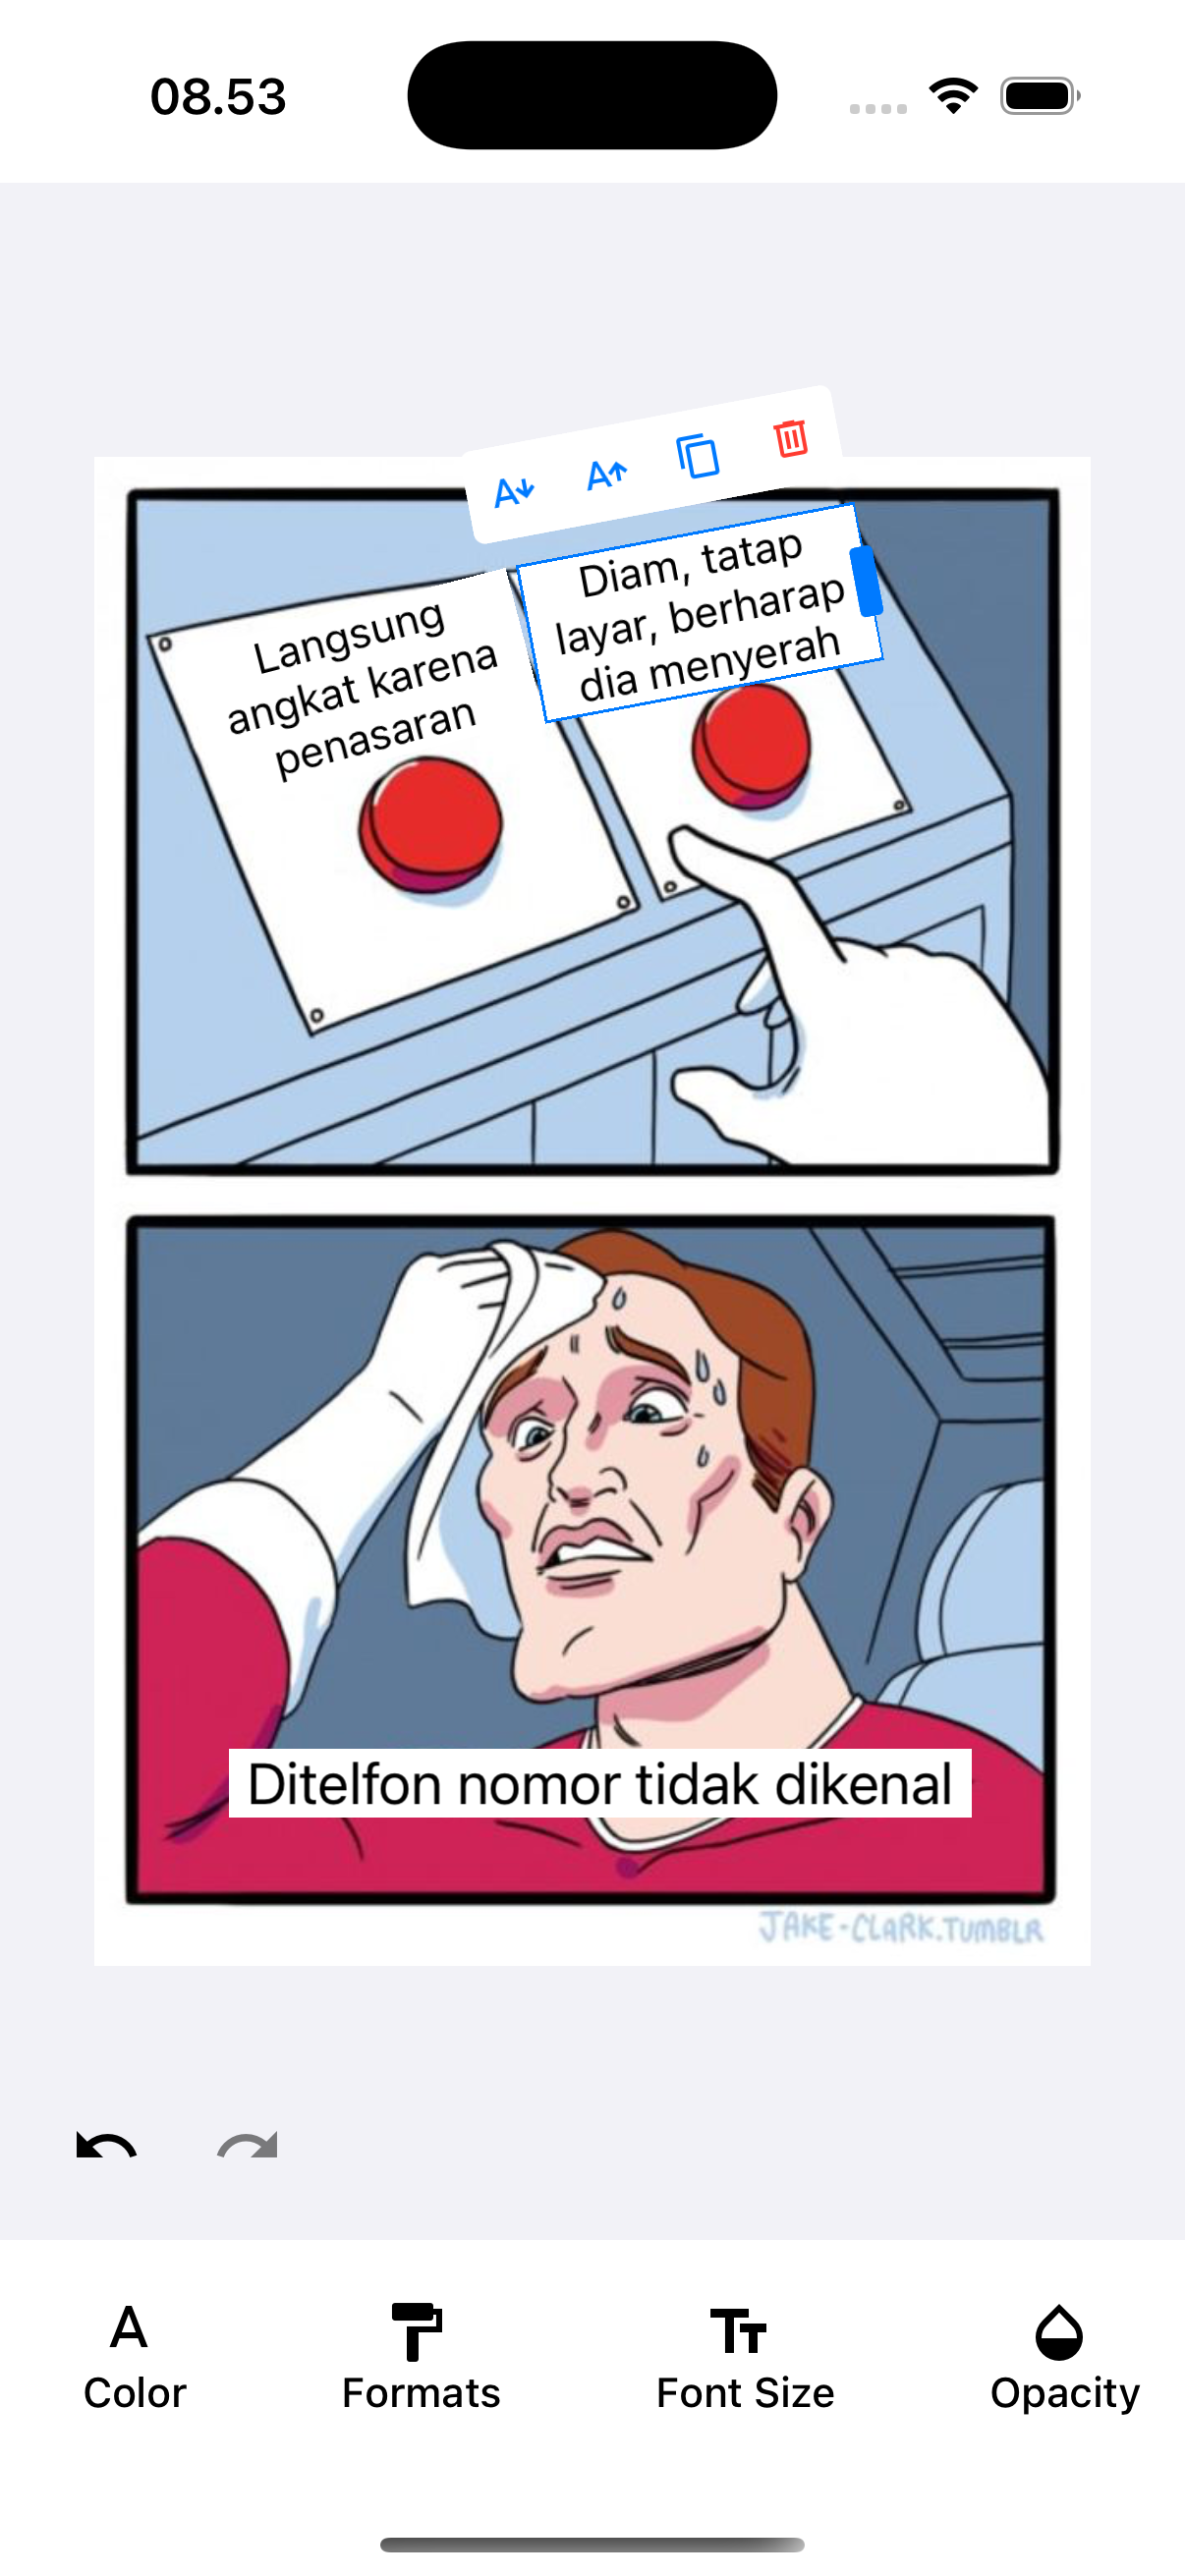 08.53
Diam, tatap
layar, berharap
dia menyerah
Langsung
angkat karena
penasaran
Ditelfon nomor tidak dikenal
JAKE-CLARK.TUMBLR
Color
Formats
Font Size
Opacity